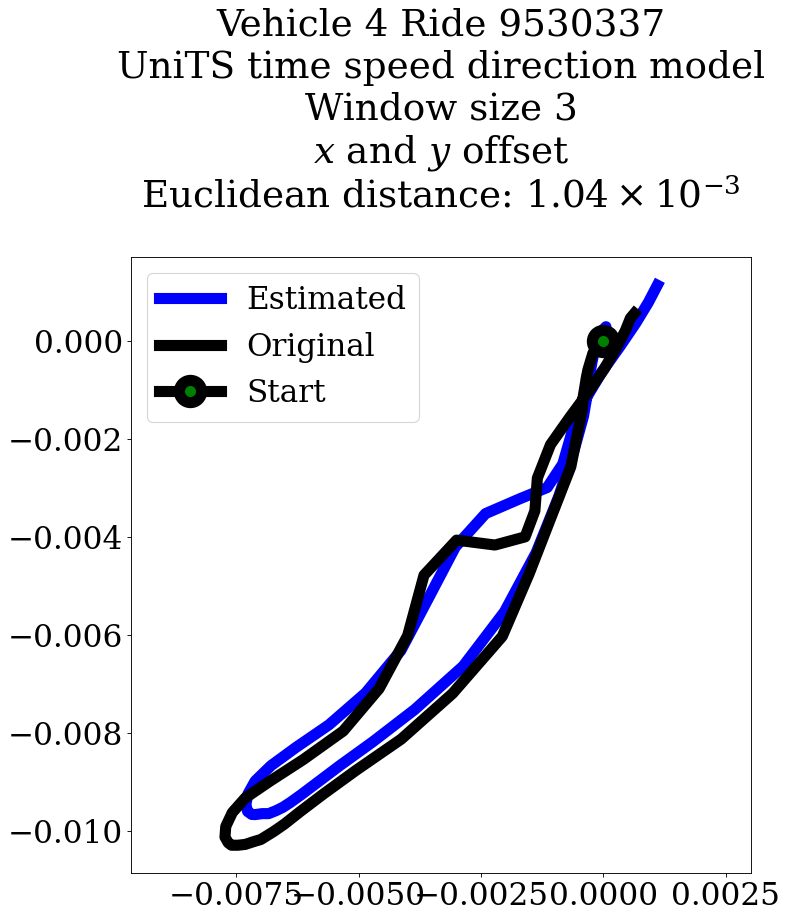 Vehicle 4 Ride 9530337
UniTS time speed direction model
Window size 3
x and y offset
Euclidean distance: 1.04 × 10⁻³
Estimated
Original
Start
0.000
−0.002
−0.004
−0.006
−0.008
−0.010
−0.0075 −0.0050 −0.0025 0.0000 0.0025